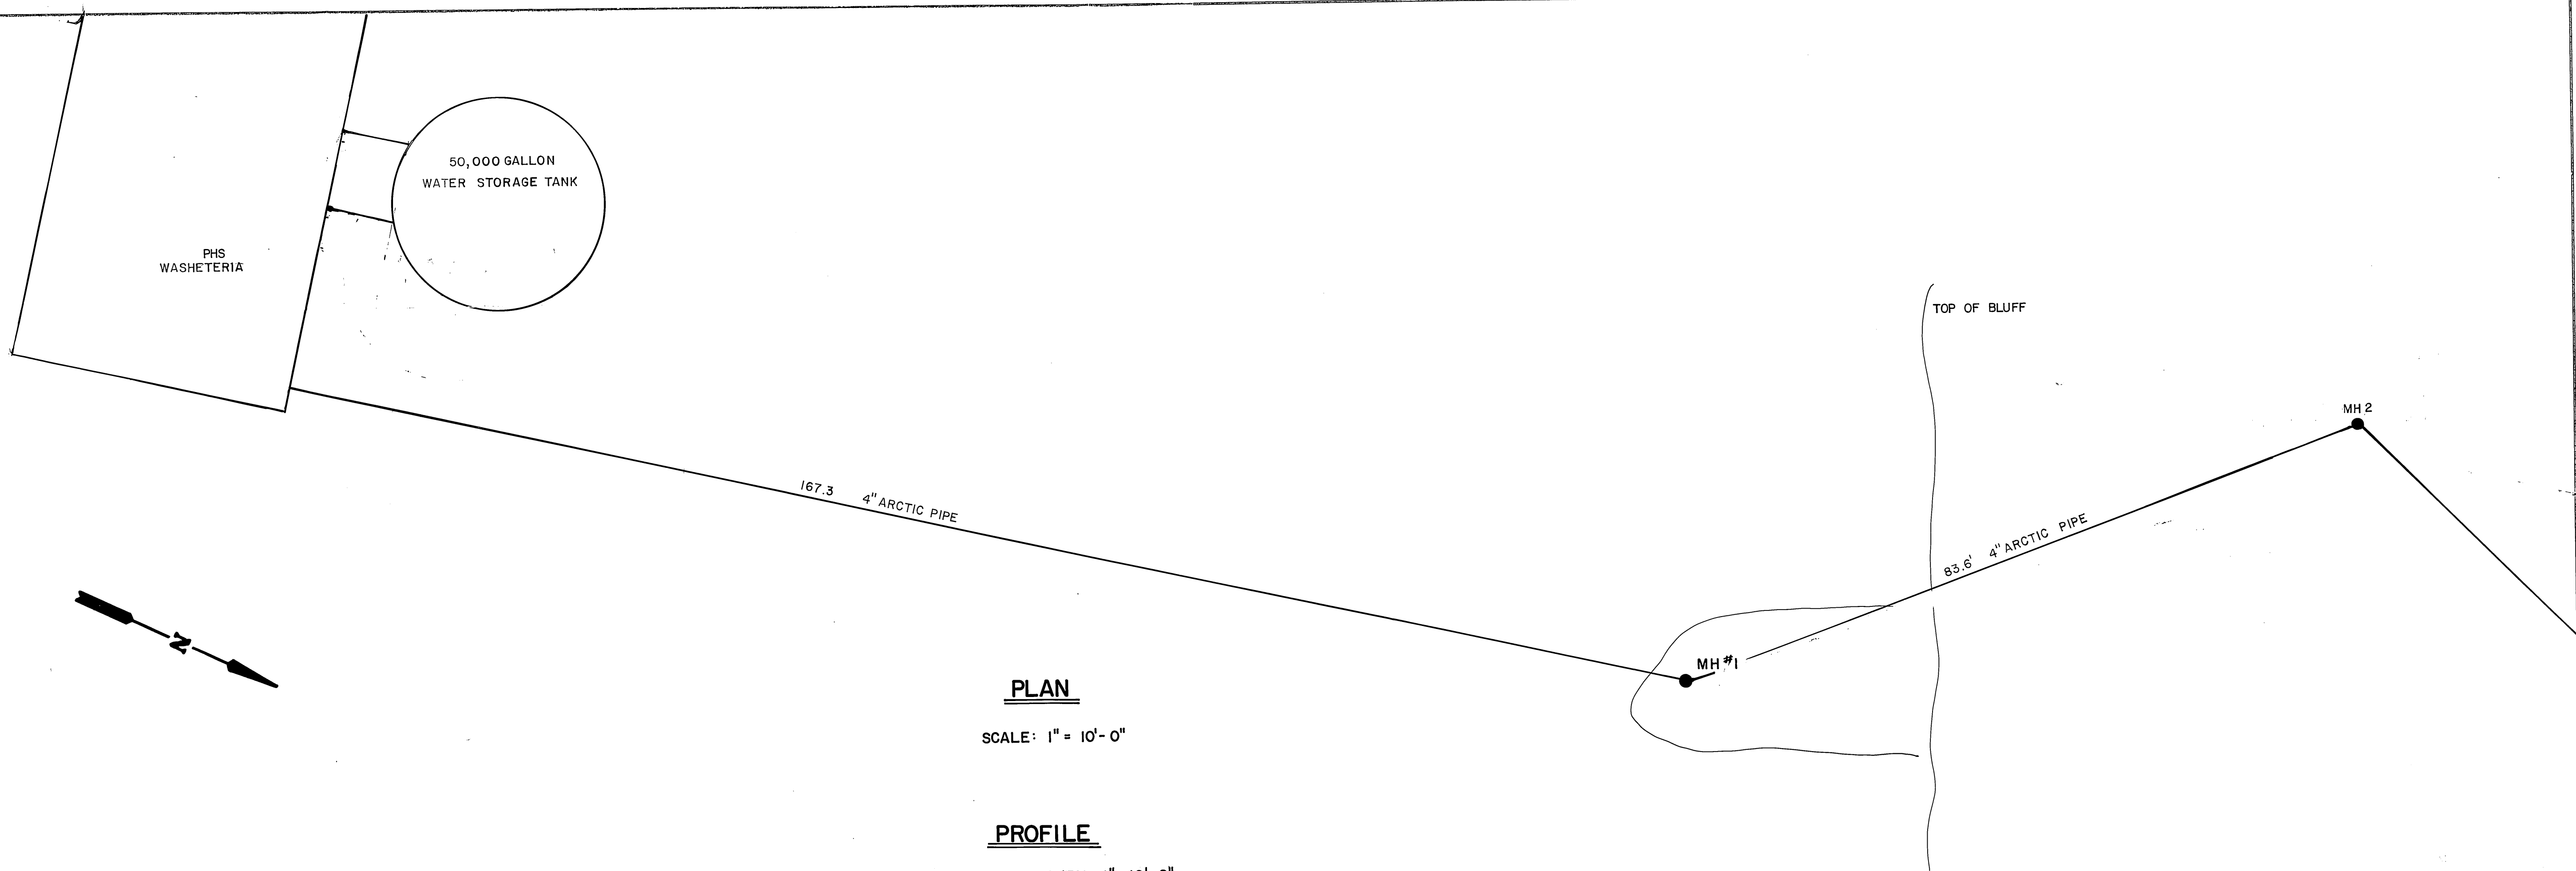 50,000 GALLON
WATER STORAGE TANK
PHS
WASHETERIA
TOP OF BLUFF
MH 2
167.3 4" ARCTIC PIPE
83.6' 4" ARCTIC PIPE
N
MH #1
PLAN
SCALE: 1" = 10'-0"
PROFILE